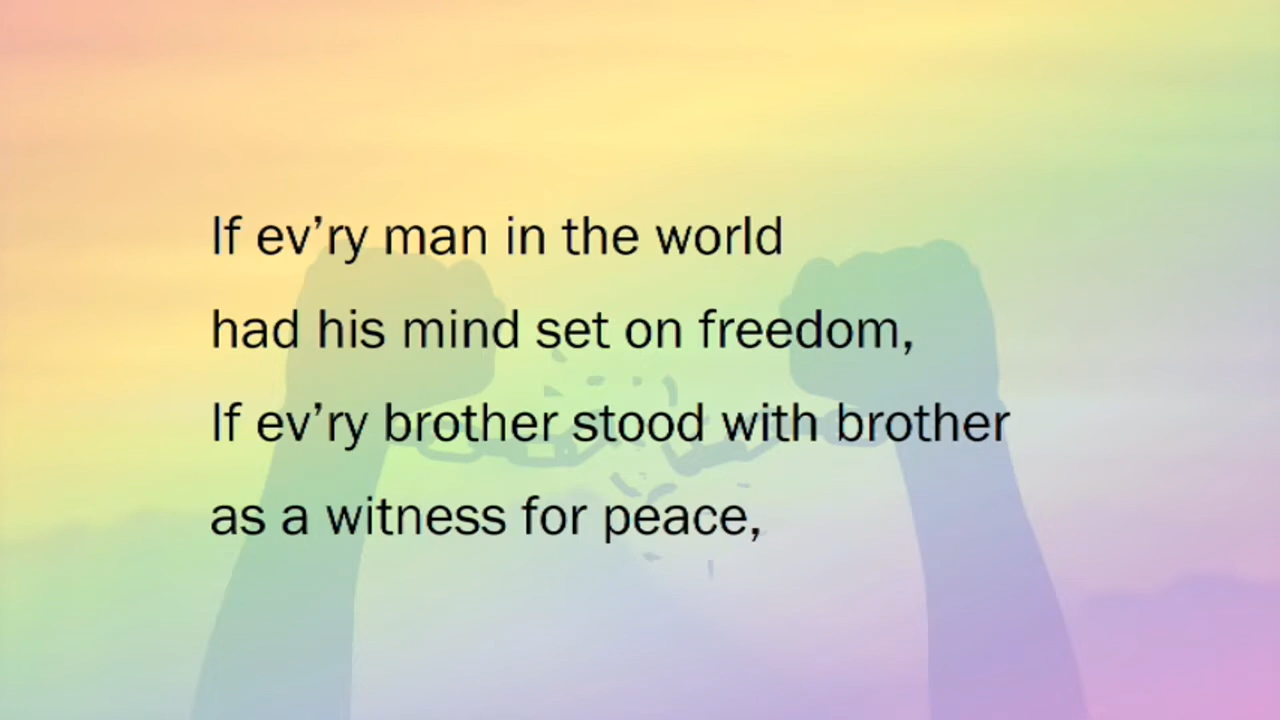 If ev’ry man in the world
had his mind set on freedom,
If ev’ry brother stood with brother
as a witness for peace,